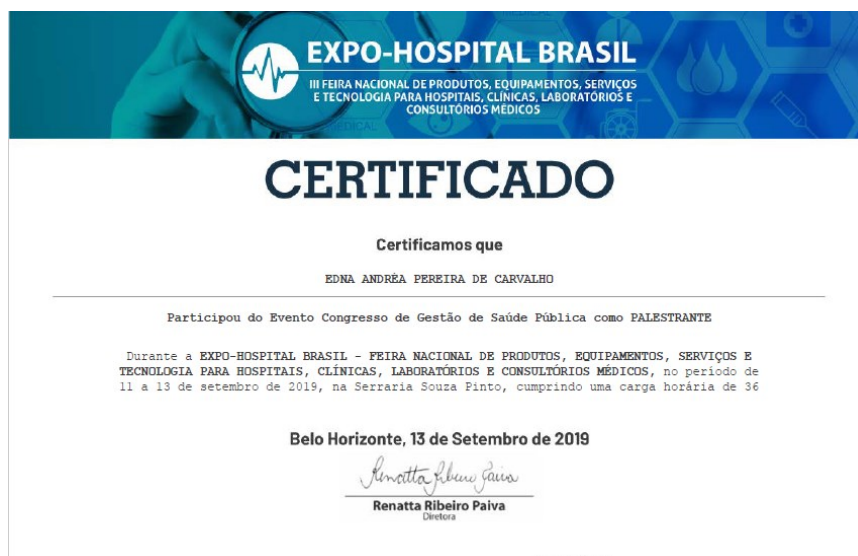 EXPO-HOSPITAL BRASIL
III FEIRA NACIONAL DE PRODUTOS, EQUIPAMENTOS, SERVIÇOS
E TECNOLOGIA PARA HOSPITAIS, CLÍNICAS, LABORATÓRIOS E
CONSULTÓRIOS MÉDICOS
CERTIFICADO
Certificamos que
EDNA ANDRÉA PEREIRA DE CARVALHO
Participou do Evento Congresso de Gestão de Saúde Pública como PALESTRANTE
Durante a EXPO-HOSPITAL BRASIL - FEIRA NACIONAL DE PRODUTOS, EQUIPAMENTOS, SERVIÇOS E
TECNOLOGIA PARA HOSPITAIS, CLÍNICAS, LABORATÓRIOS E CONSULTÓRIOS MÉDICOS, no período de
11 a 13 de setembro de 2019, na Serraria Souza Pinto, cumprindo uma carga horária de 36
Belo Horizonte, 13 de Setembro de 2019
Renatta Ribeiro Paiva
Renatta Ribeiro Paiva
Diretora